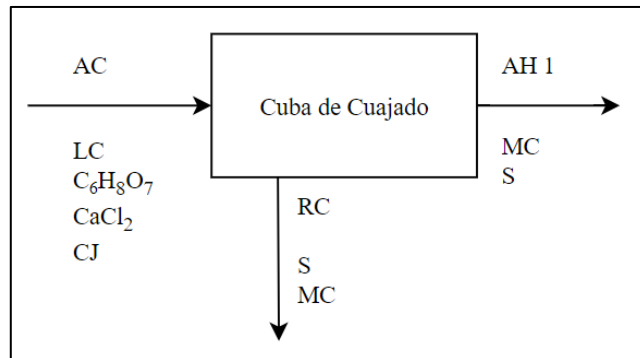 AC
LC
C₆H₈O₇
CaCl₂
CJ
Cuba de Cuajado
AH 1
MC
S
RC
S
MC